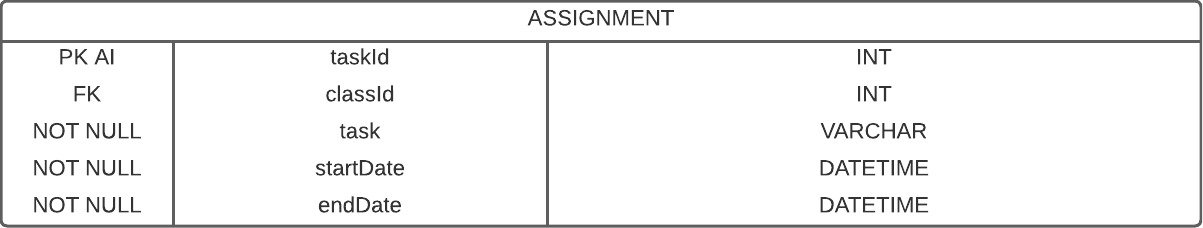 ASSIGNMENT
PK AI taskId INT
FK classId INT
NOT NULL task VARCHAR
NOT NULL startDate DATETIME
NOT NULL endDate DATETIME